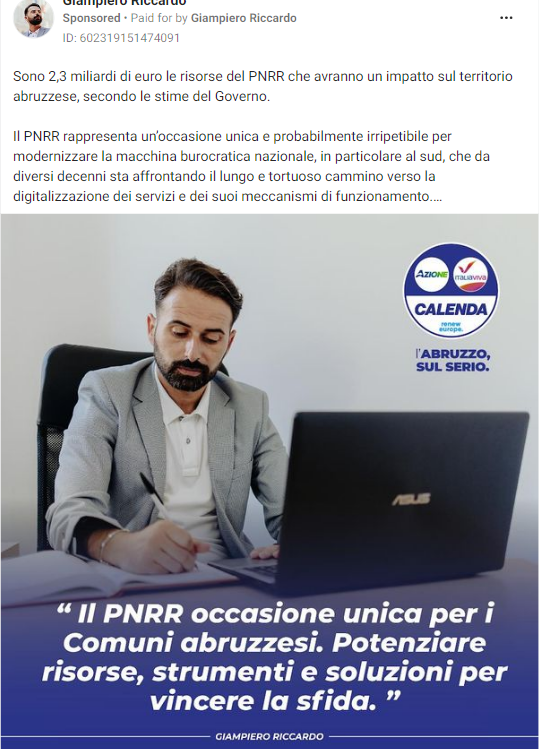 Giampiero Riccardo
Sponsored • Paid for by Giampiero Riccardo
ID: 602319151474091
Sono 2,3 miliardi di euro le risorse del PNRR che avranno un impatto sul territorio
abruzzese, secondo le stime del Governo.
Il PNRR rappresenta un'occasione unica e probabilmente irripetibile per
modernizzare la macchina burocratica nazionale, in particolare al sud, che da
diversi decenni sta affrontando il lungo e tortuoso cammino verso la
digitalizzazione dei servizi e dei suoi meccanismi di funzionamento....
AZIONE
ITALIAVIVA
CALENDA
renew
europe.
l'ABRUZZO,
SUL SERIO.
ASUS
“ Il PNRR occasione unica per i
Comuni abruzzesi. Potenziare
risorse, strumenti e soluzioni per
vincere la sfida. ”
GIAMPIERO RICCARDO